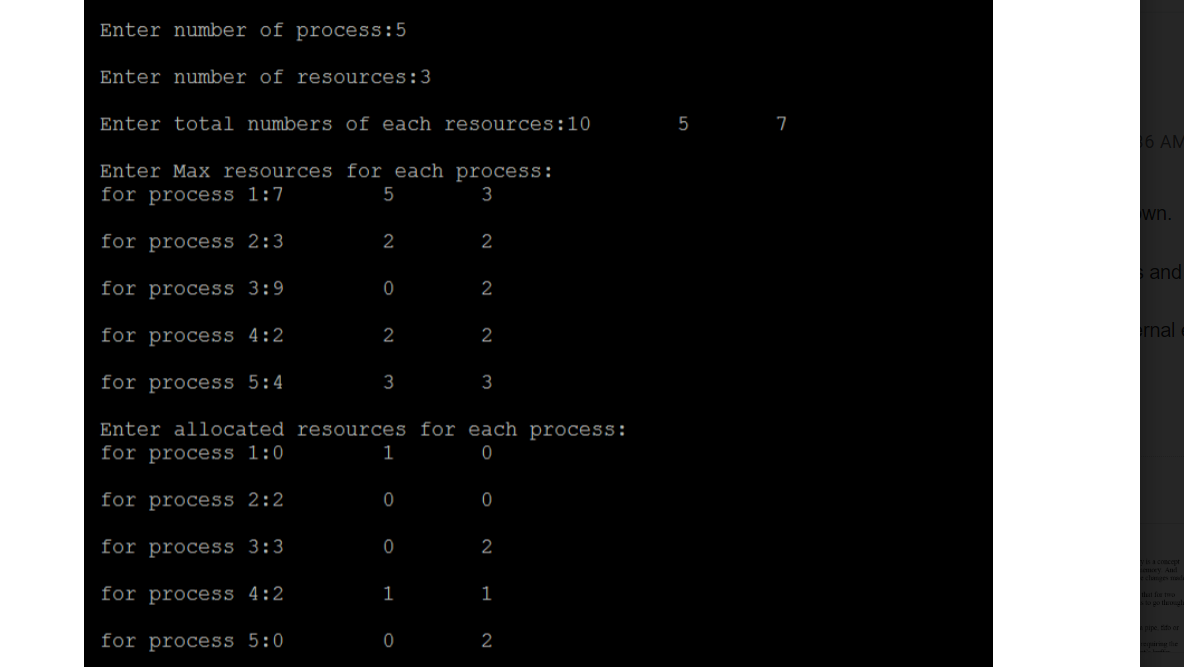 Enter number of process:5
Enter number of resources:3
Enter total numbers of each resources:10 5 7
Enter Max resources for each process:
for process 1:7 5 3
for process 2:3 2 2
for process 3:9 0 2
for process 4:2 2 2
for process 5:4 3 3
Enter allocated resources for each process:
for process 1:0 1 0
for process 2:2 0 0
for process 3:3 0 2
for process 4:2 1 1
for process 5:0 0 2
6 AM
wn.
and